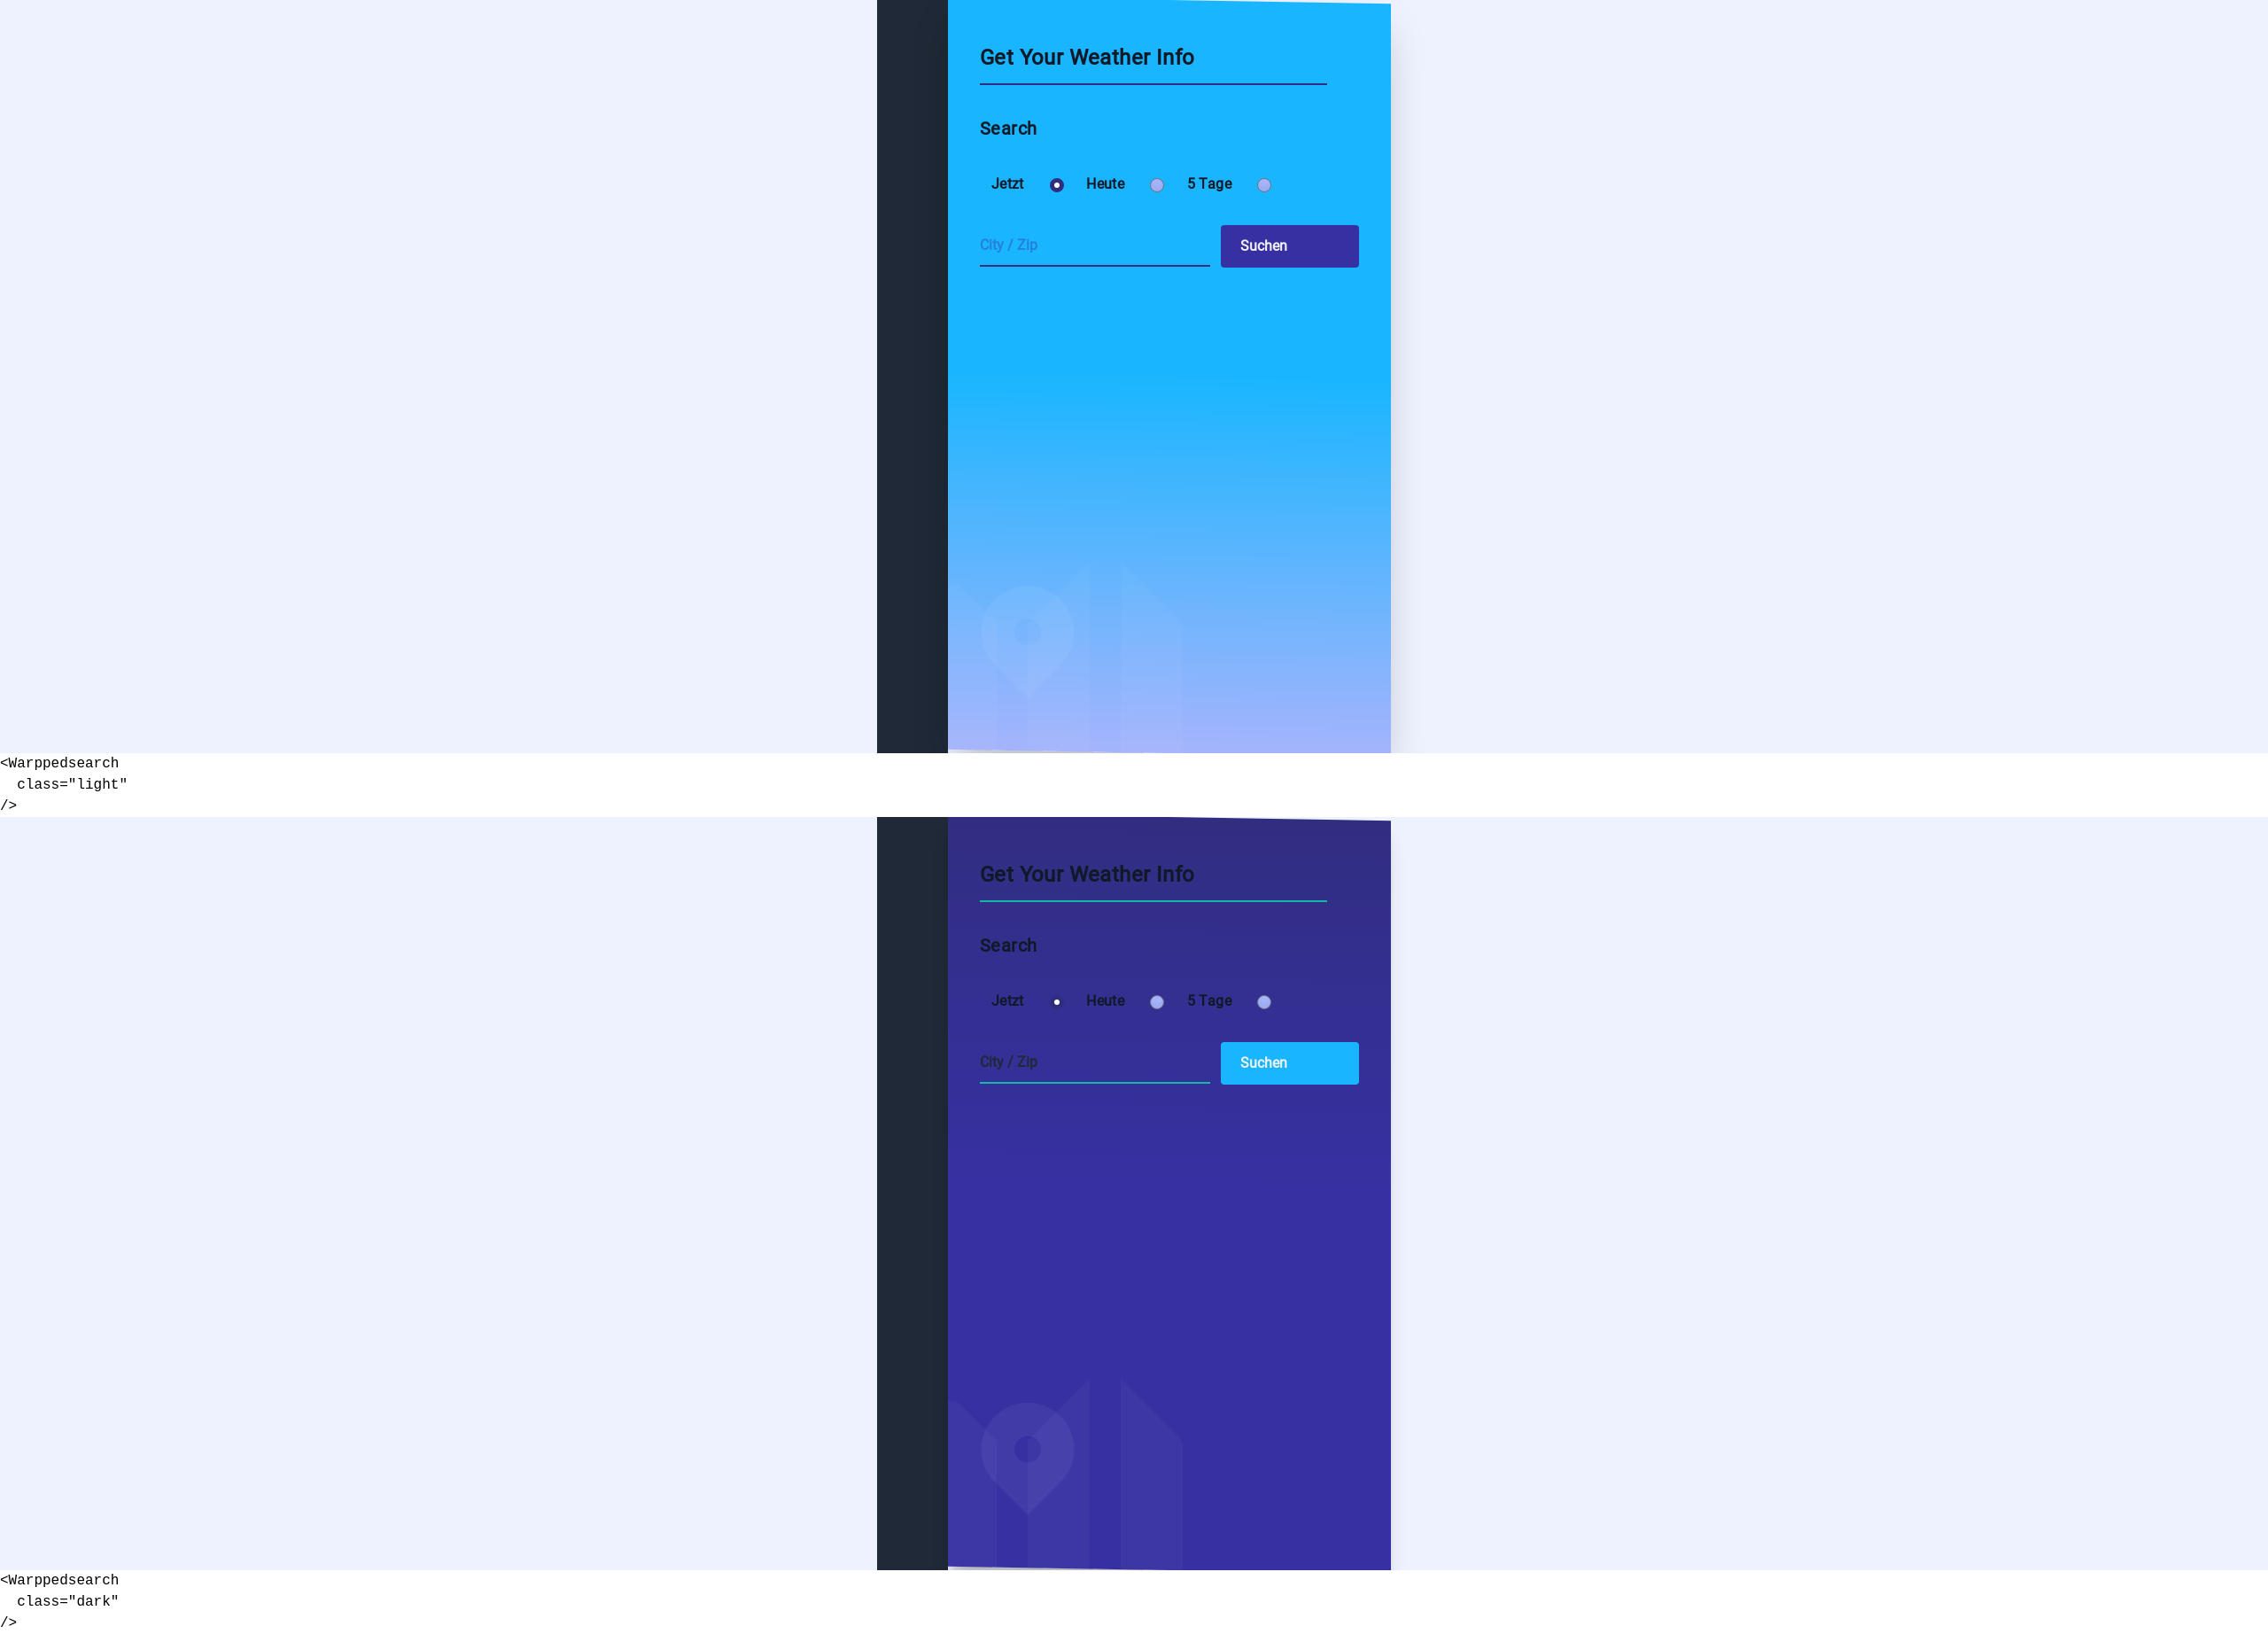 Get Your Weather Info
Search
Jetzt Heute 5 Tage
City / Zip Suchen
<Warppedsearch
class="light"
/>
Get Your Weather Info
Search
Jetzt Heute 5 Tage
City / Zip Suchen
<Warppedsearch
class="dark"
/>